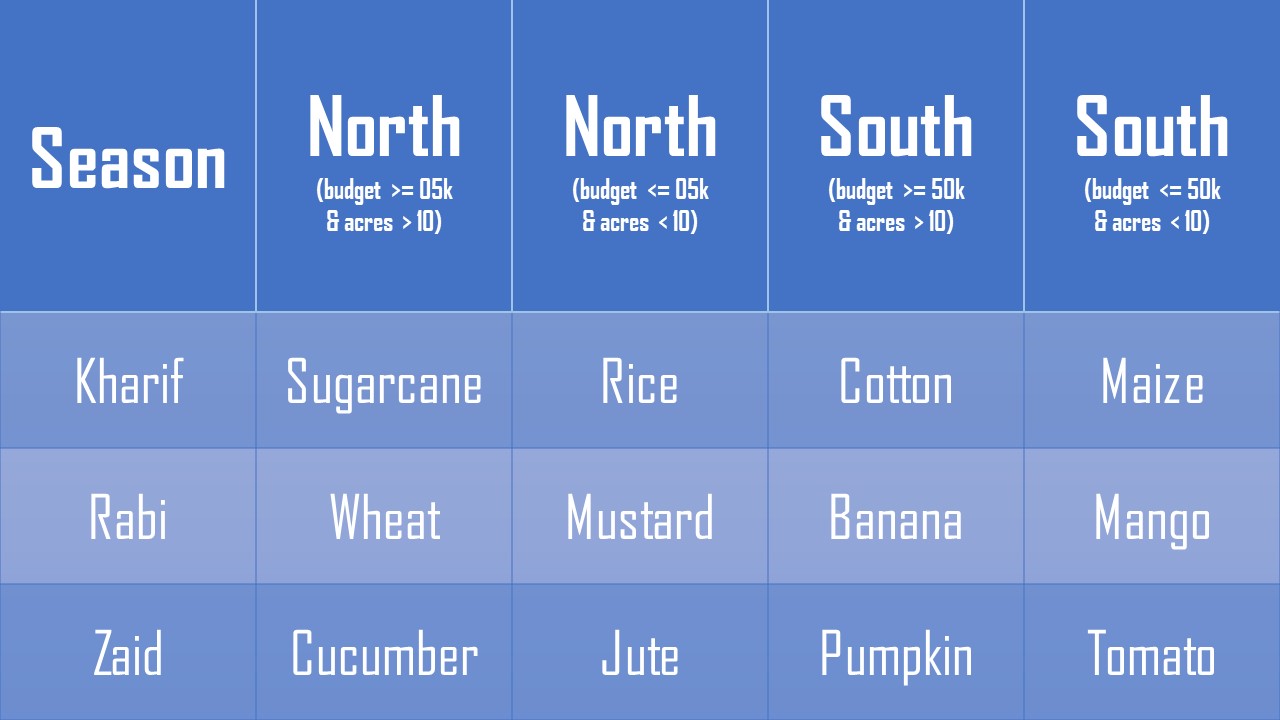 Season
North
(budget >= 05k
& acres > 10)
North
(budget <= 05k
& acres < 10)
South
(budget >= 50k
& acres > 10)
South
(budget <= 50k
& acres < 10)
Kharif Sugarcane Rice Cotton Maize
Rabi Wheat Mustard Banana Mango
Zaid Cucumber Jute Pumpkin Tomato